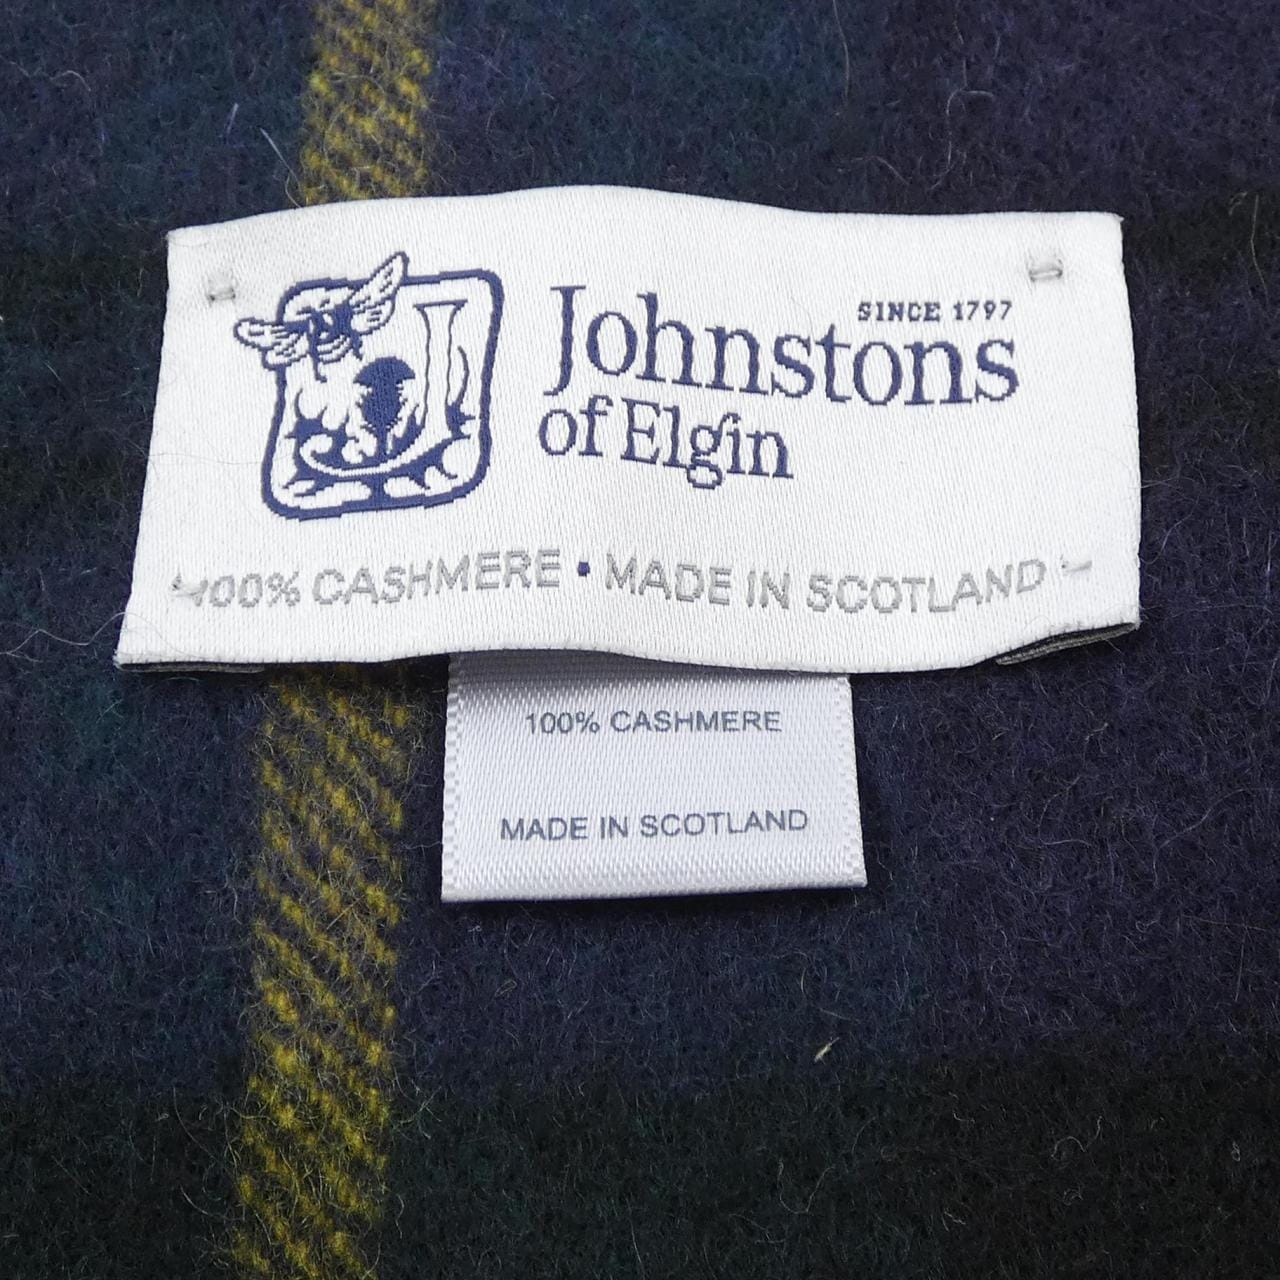 SINCE 1797
Johnstons
of Elgin
100% CASHMERE • MADE IN SCOTLAND
100% CASHMERE
MADE IN SCOTLAND